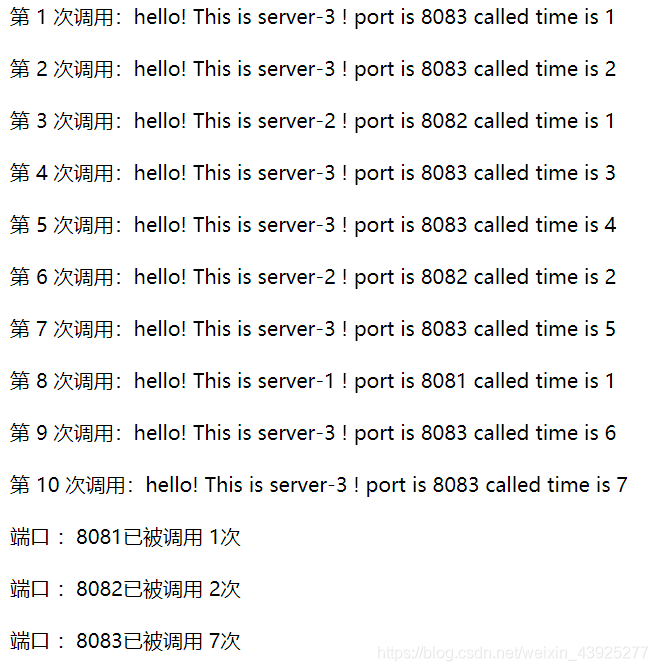 第 1 次调用：hello! This is server-3 ! port is 8083 called time is 1
第 2 次调用：hello! This is server-3 ! port is 8083 called time is 2
第 3 次调用：hello! This is server-2 ! port is 8082 called time is 1
第 4 次调用：hello! This is server-3 ! port is 8083 called time is 3
第 5 次调用：hello! This is server-3 ! port is 8083 called time is 4
第 6 次调用：hello! This is server-2 ! port is 8082 called time is 2
第 7 次调用：hello! This is server-3 ! port is 8083 called time is 5
第 8 次调用：hello! This is server-1 ! port is 8081 called time is 1
第 9 次调用：hello! This is server-3 ! port is 8083 called time is 6
第 10 次调用：hello! This is server-3 ! port is 8083 called time is 7
端口 ：8081已被调用 1次
端口 ：8082已被调用 2次
端口 ：8083已被调用 7次
https://blog.csdn.net/weixin_43925277